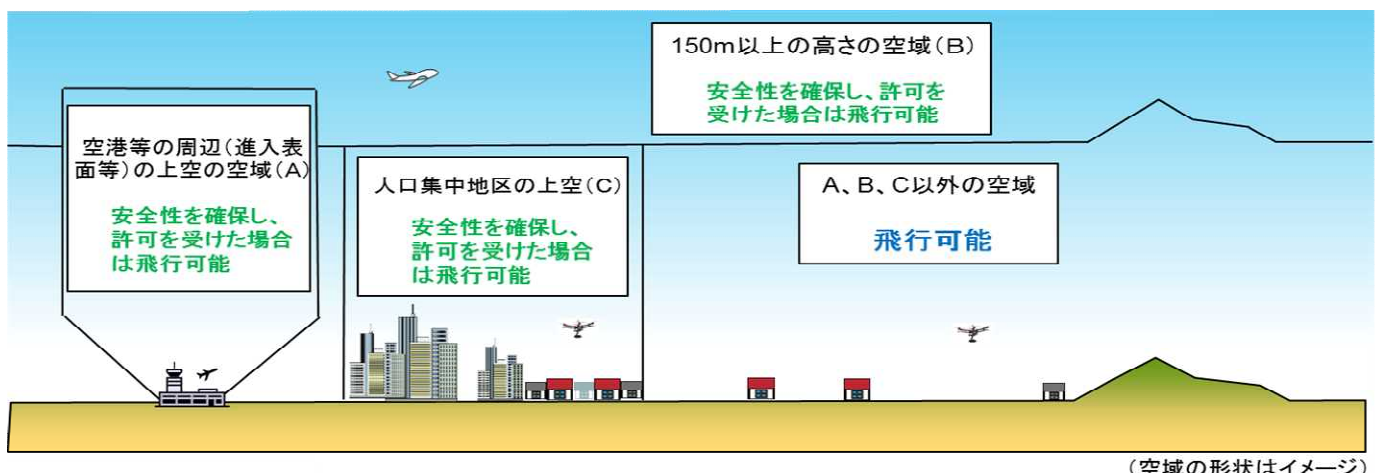 150m以上の高さの空域(B)
安全性を確保し、許可を
受けた場合は飛行可能
空港等の周辺(進入表
面等)の上空の空域(A)
安全性を確保し、
許可を受けた場合
は飛行可能
人口集中地区の上空(C)
安全性を確保し、
許可を受けた場合
は飛行可能
A、B、C以外の空域
飛行可能
(空域の形状はイメージ)